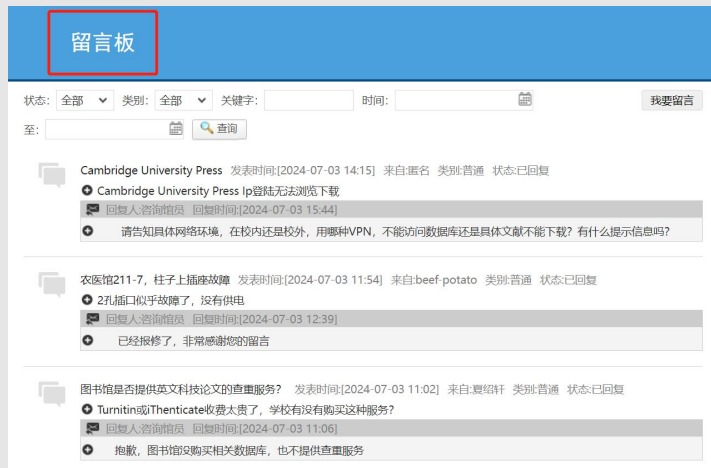 留言板
状态: 全部 类别: 全部 关键字: 时间: 我要留言
至: 查询
Cambridge University Press 发表时间:[2024-07-03 14:15] 来自:匿名 类别:普通 状态:已回复
Cambridge University Press Ip登陆无法浏览下载
回复人:咨询馆员 回复时间:[2024-07-03 15:44]
请告知具体网络环境，在校内还是校外，用哪种VPN，不能访问数据库还是具体文献不能下载？有什么提示信息吗？
农医馆211-7，柱子上插座故障 发表时间:[2024-07-03 11:54] 来自:beef-potato 类别:普通 状态:已回复
2孔插口似乎故障了，没有供电
回复人:咨询馆员 回复时间:[2024-07-03 12:39]
已经报修了，非常感谢您的留言
图书馆是否提供英文科技论文的查重服务？ 发表时间:[2024-07-03 11:02] 来自:夏绍轩 类别:普通 状态:已回复
Turnitin或iThenticate收费太贵了，学校有没有购买这种服务？
回复人:咨询馆员 回复时间:[2024-07-03 11:06]
抱歉，图书馆没购买相关数据库，也不提供查重服务